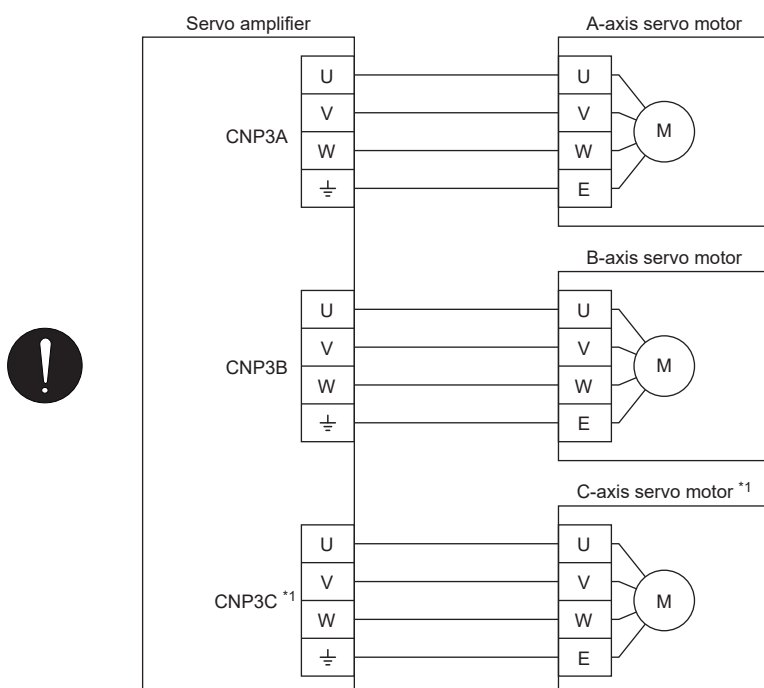 Servo amplifier
A-axis servo motor
CNP3A
U
V
W
⏚
U
V
W
E
M
B-axis servo motor
CNP3B
U
V
W
⏚
U
V
W
E
M
C-axis servo motor *1
CNP3C *1
U
V
W
⏚
U
V
W
E
M